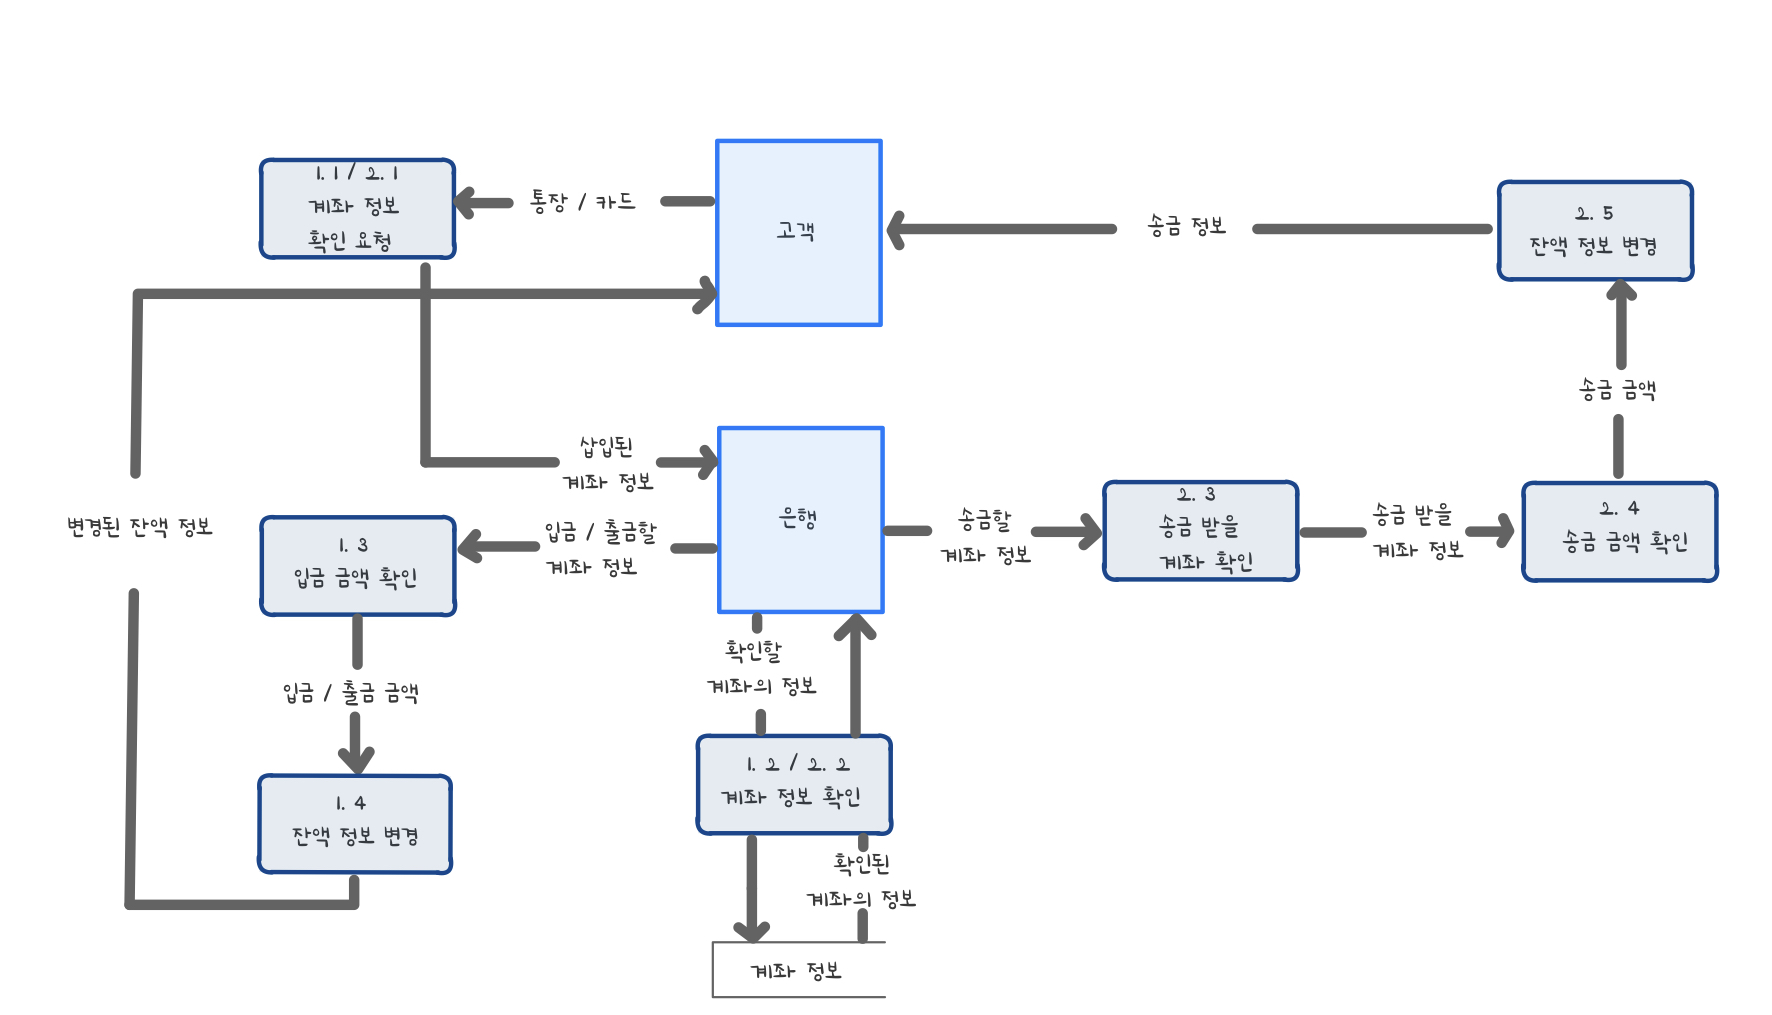 1. 1 / 2. 1
계좌 정보
확인 요청
통장 / 카드
고객
송금 정보
2. 5
잔액 정보 변경
송금 금액
삽입된
계좌 정보
은행
변경된 잔액 정보
1. 3
입금 금액 확인
입금 / 출금할
계좌 정보
송금할
계좌 정보
2. 3
송금 받을
계좌 확인
송금 받을
계좌 정보
2. 4
송금 금액 확인
확인할
계좌의 정보
입금 / 출금 금액
1. 2 / 2. 2
계좌 정보 확인
1. 4
잔액 정보 변경
확인된
계좌의 정보
계좌 정보